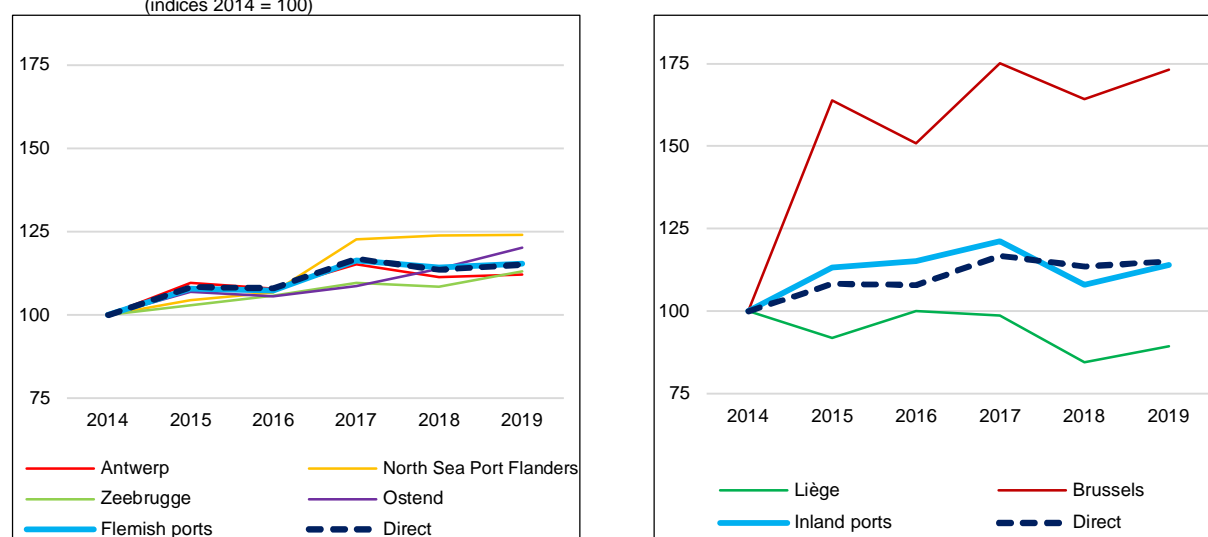 (indices 2014 = 100)
175
150
125
100
75
2014 2015 2016 2017 2018 2019
Antwerp North Sea Port Flanders
Zeebrugge Ostend
Flemish ports Direct
175
150
125
100
75
2014 2015 2016 2017 2018 2019
Liège Brussels
Inland ports Direct